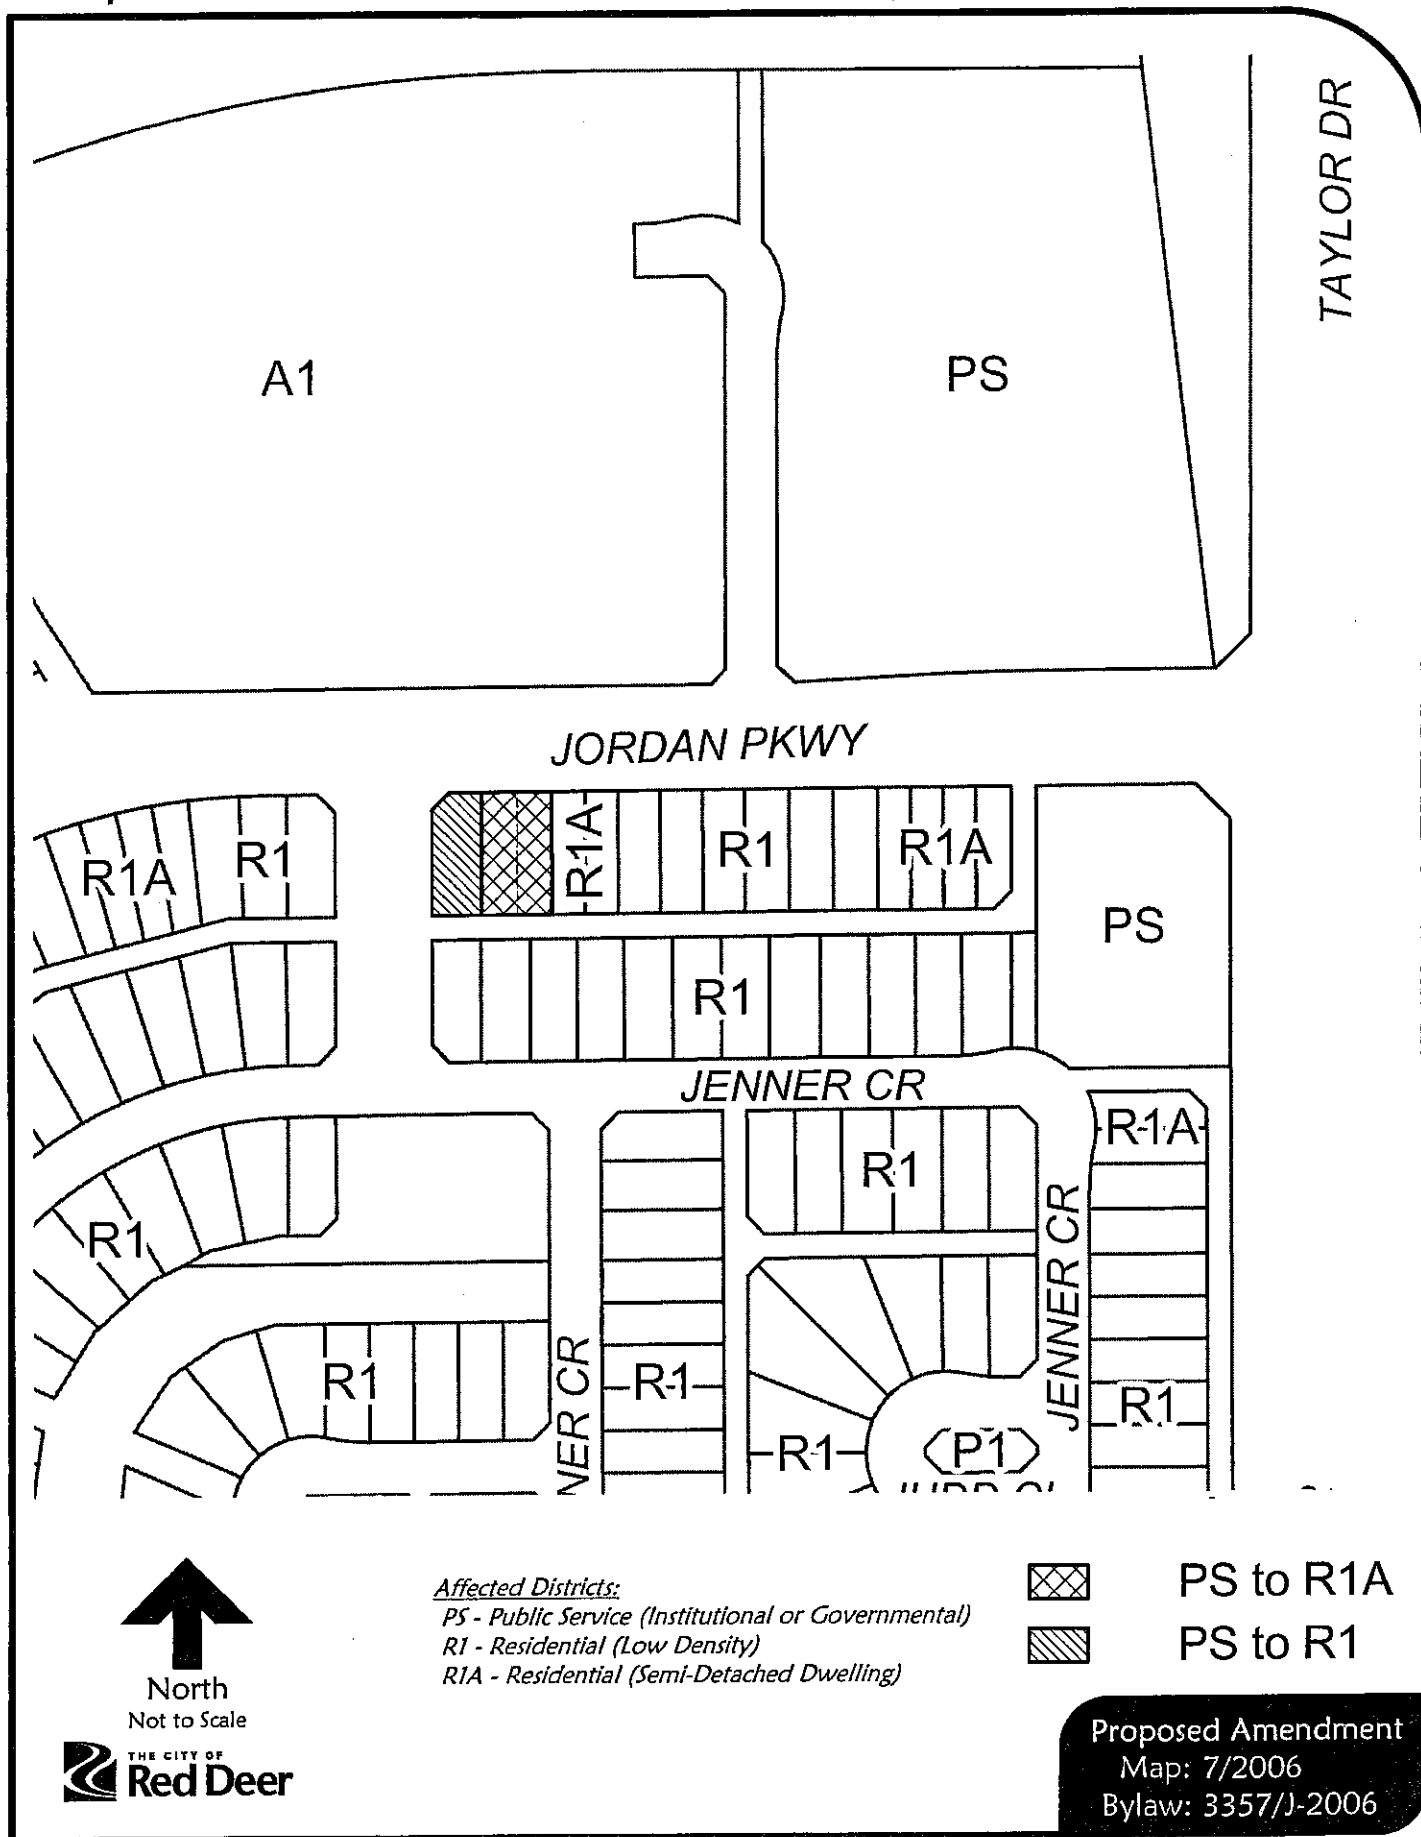 TAYLOR DR
A1
PS
JORDAN PKWY
R1A
R1
R1A
R1
R1A
PS
R1
JENNER CR
R1A
R1
R1
JENNER CR
R1
NER CR
R1
R1
R1
P1
Affected Districts:
PS - Public Service (Institutional or Governmental)
R1 - Residential (Low Density)
R1A - Residential (Semi-Detached Dwelling)
PS to R1A
PS to R1
North
Not to Scale
THE CITY OF
Red Deer
Proposed Amendment
Map: 7/2006
Bylaw: 3357/J-2006